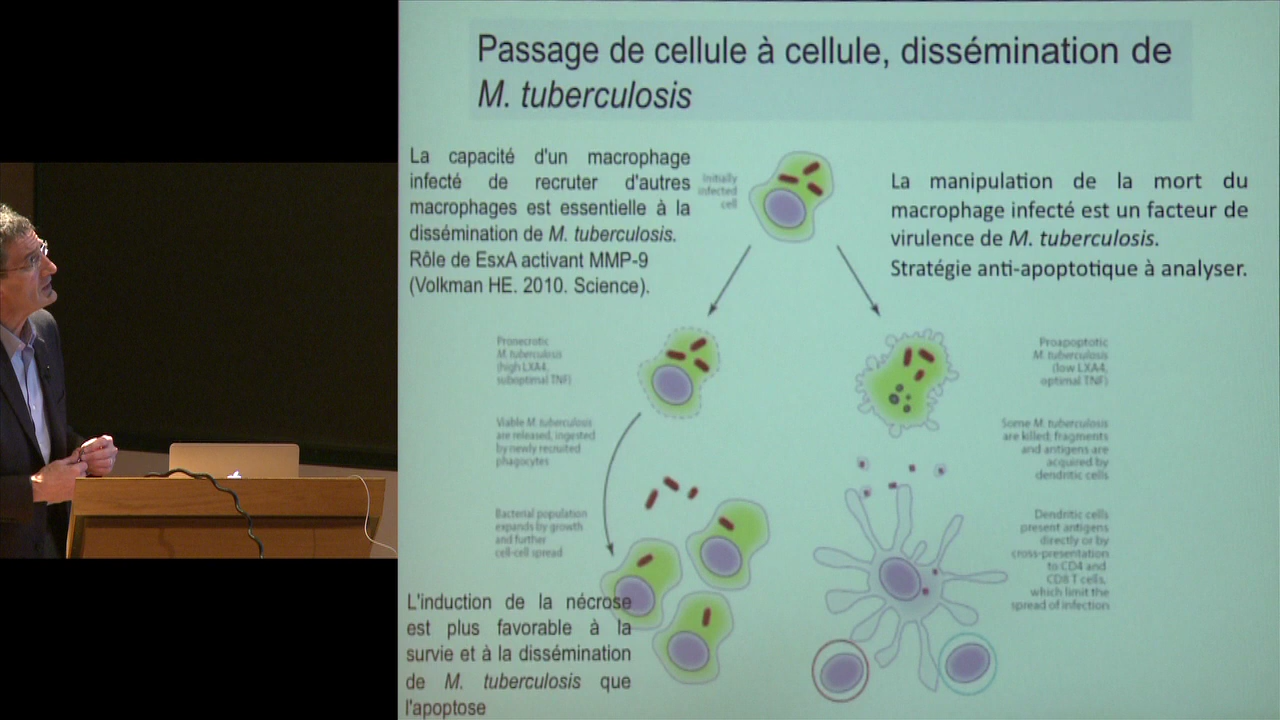 Passage de cellule à cellule, dissémination de
M. tuberculosis
La capacité d'un macrophage
infecté de recruter d'autres
macrophages est essentielle à la
dissémination de M. tuberculosis.
Rôle de EsxA activant MMP-9
(Volkman HE. 2010. Science).
Initially
infected
cell
La manipulation de la mort du
macrophage infecté est un facteur de
virulence de M. tuberculosis.
Stratégie anti-apoptotique à analyser.
Pronecrotic
M. tuberculosis
(high LXA4,
suboptimal TNF)
Proapoptotic
M. tuberculosis
(low LXA4,
optimal TNF)
Viable M. tuberculosis
are released, ingested
by newly recruited
phagocytes
Some M. tuberculosis
are killed; fragments
and antigens are
acquired by
dendritic cells
Bacterial population
expands by growth
and further
cell-cell spread
Dendritic cells
present antigens
directly or by
cross-presentation
to CD4 and
CD8 T cells,
which limit the
spread of infection
L'induction de la nécrose
est plus favorable à la
survie et à la dissémination
de M. tuberculosis que
l'apoptose